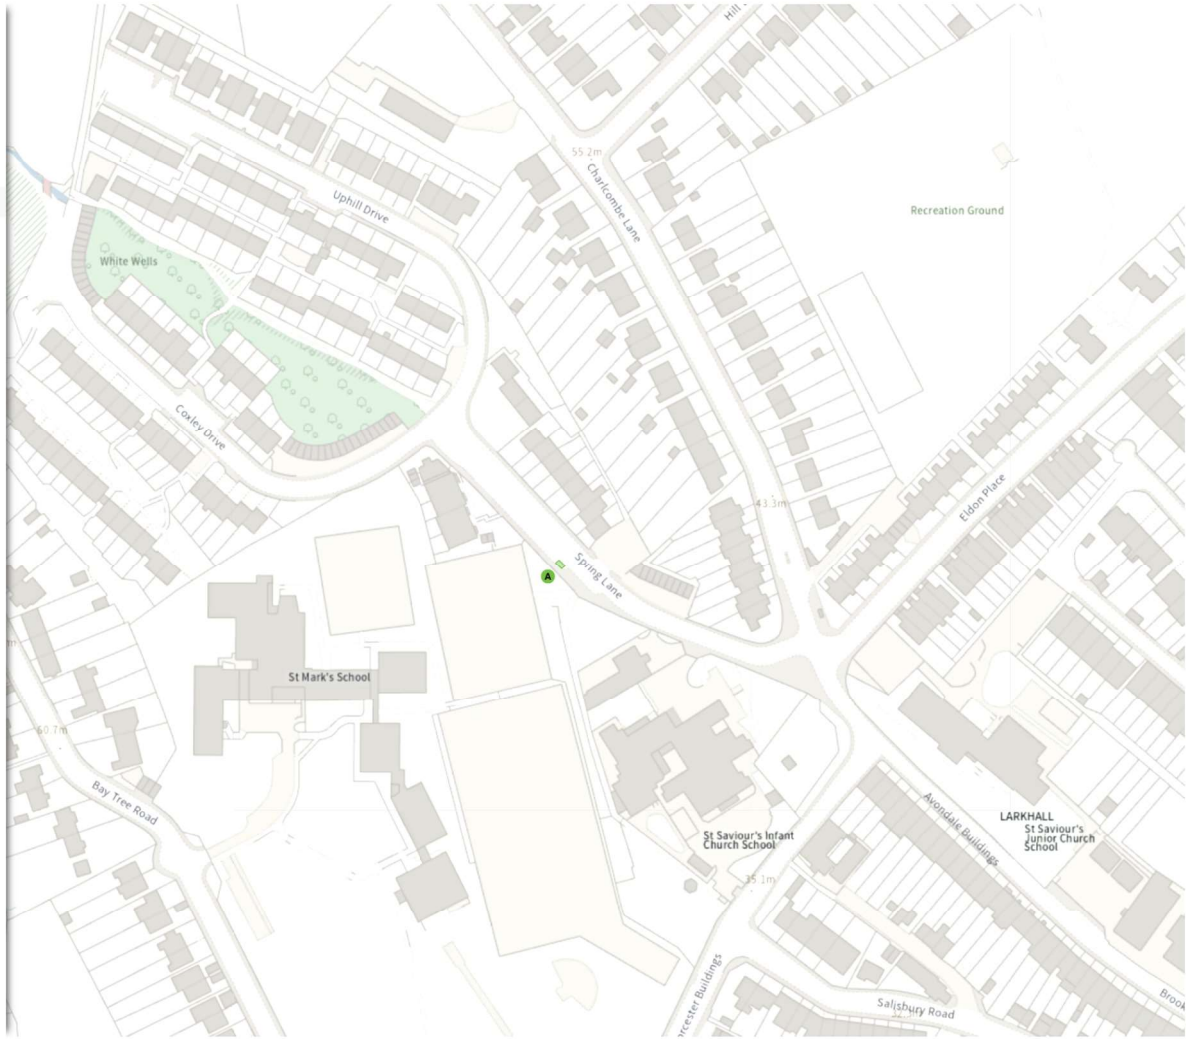 Hill
55.2m
Charlcombe Lane
Uphill Drive
Recreation Ground
White Wells
Coxley Drive
43.3m
Eldon Place
Spring Lane
A
St Mark's School
60.7m
Bay Tree Road
Avondale Buildings
LARKHALL
St Saviour's
Junior Church
School
St Saviour's Infant
Church School
35.1m
rcester Buildings
Salisbury Road
Brook